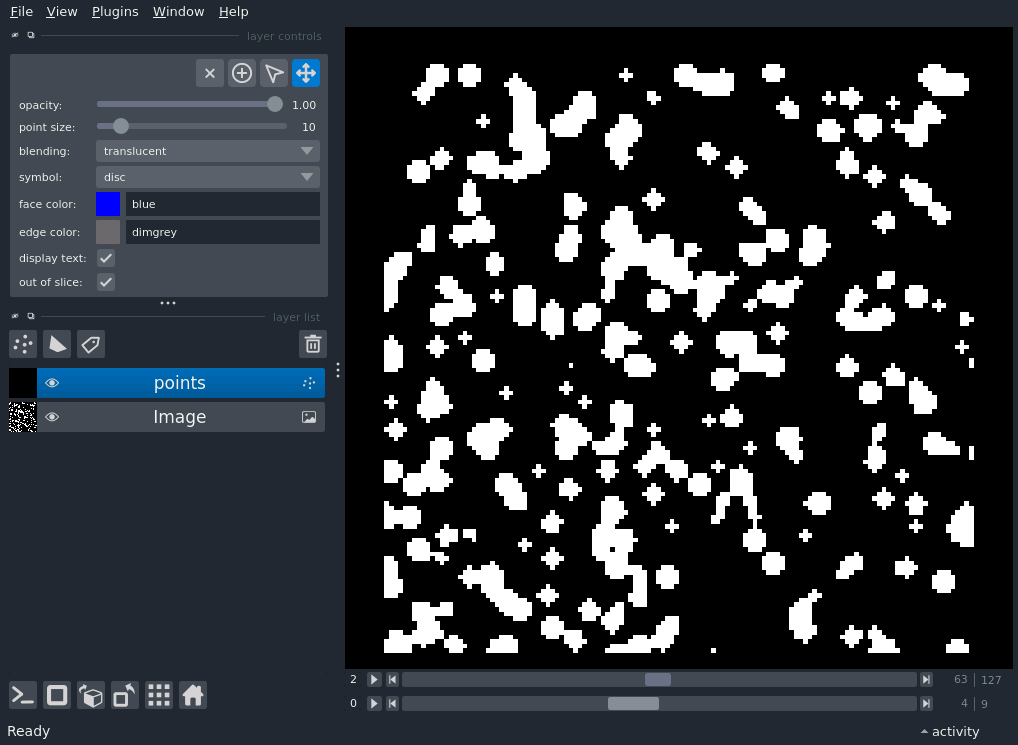 File View Plugins Window Help
layer controls
opacity: 1.00
point size: 10
blending: translucent
symbol: disc
face color: blue
edge color: dimgrey
display text:
out of slice:
layer list
points
Image
2 63 127
0 4 9
Ready activity